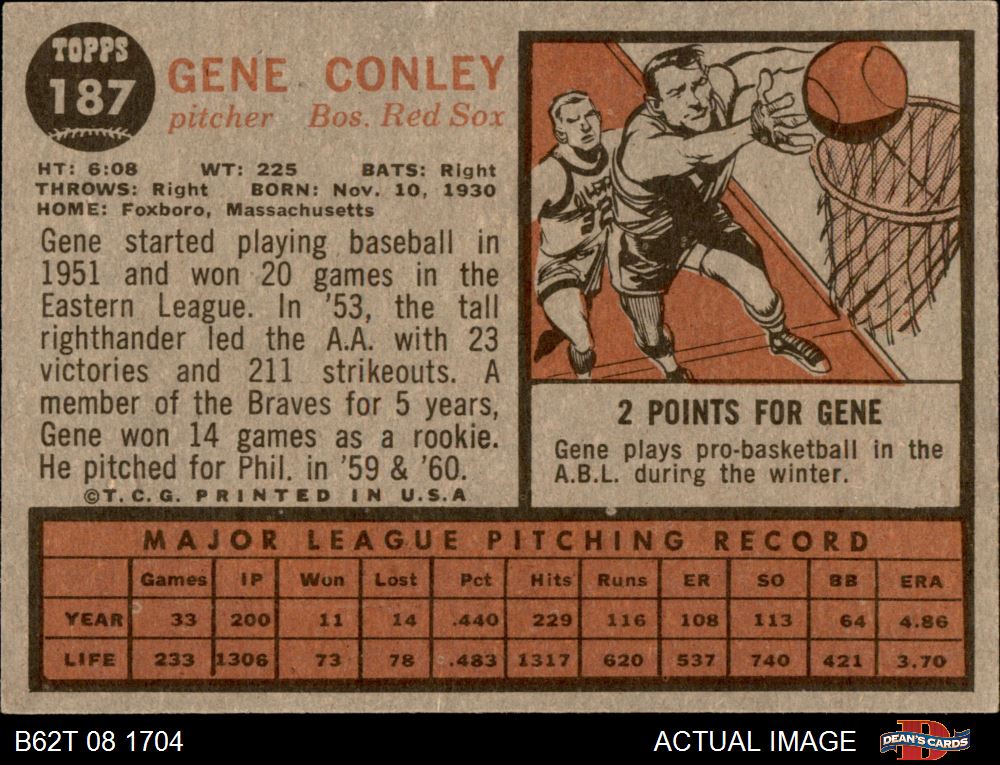 TOPPS
187
GENE CONLEY
pitcher Bos. Red Sox
HT: 6:08 WT: 225 BATS: Right
THROWS: Right BORN: Nov. 10, 1930
HOME: Foxboro, Massachusetts
Gene started playing baseball in
1951 and won 20 games in the
Eastern League. In '53, the tall
righthander led the A.A. with 23
victories and 211 strikeouts. A
member of the Braves for 5 years,
Gene won 14 games as a rookie.
He pitched for Phil. in '59 & '60.
©T.C.G. PRINTED IN U.S.A
2 POINTS FOR GENE
Gene plays pro-basketball in the
A.B.L. during the winter.
MAJOR LEAGUE PITCHING RECORD
Games IP Won Lost Pct Hits Runs ER SO BB ERA
YEAR 33 200 11 14 .440 229 116 108 113 64 4.86
LIFE 233 1306 73 78 .483 1317 620 537 740 421 3.70
B62T 08 1704
ACTUAL IMAGE
DEAN'S CARDS